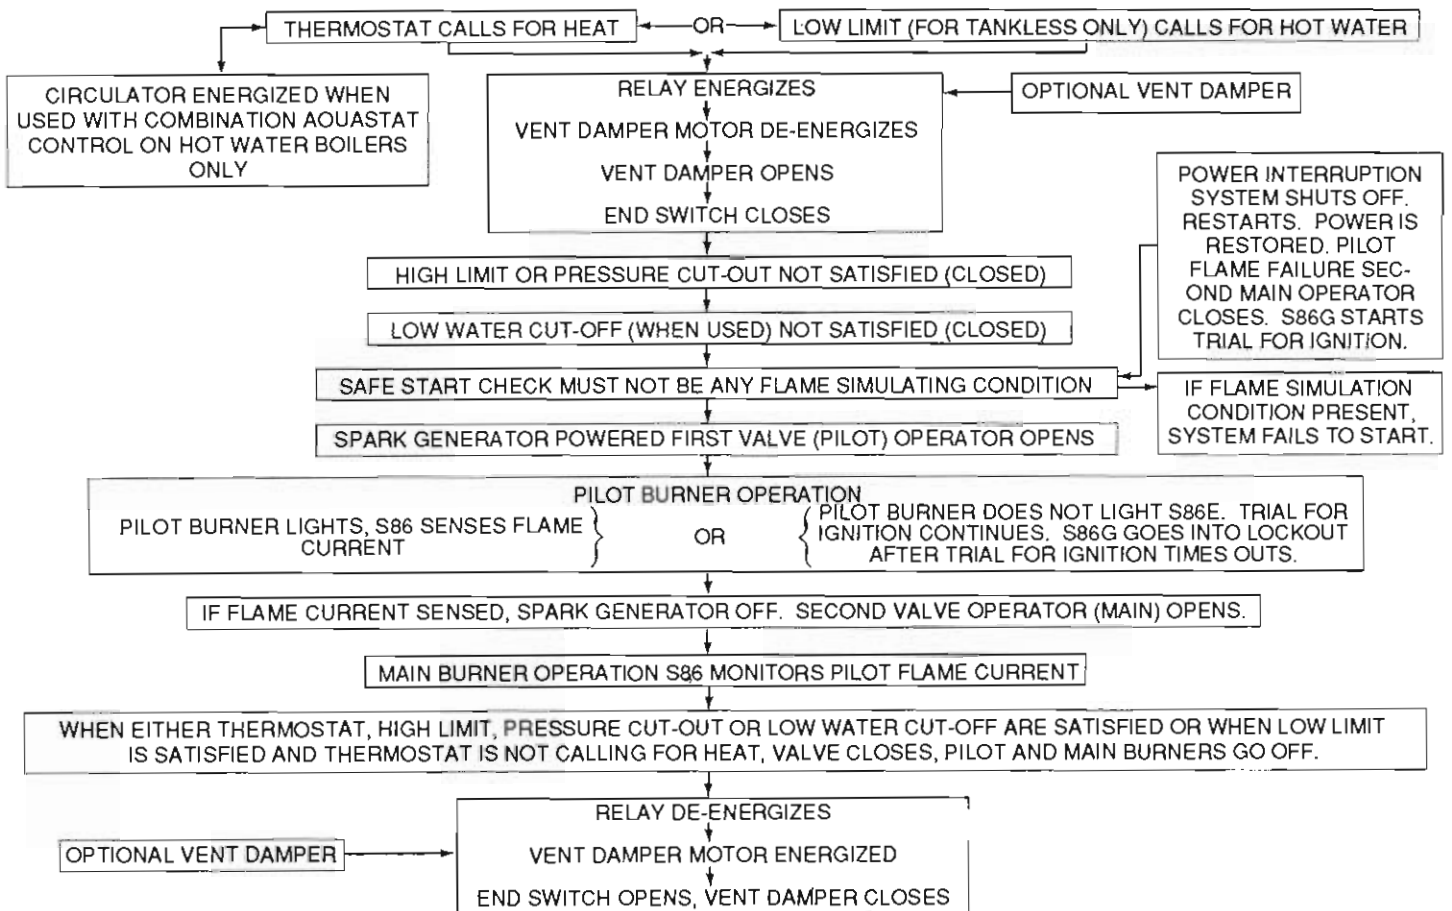 THERMOSTAT CALLS FOR HEAT
OR
LOW LIMIT (FOR TANKLESS ONLY) CALLS FOR HOT WATER
CIRCULATOR ENERGIZED WHEN
USED WITH COMBINATION AOUASTAT
CONTROL ON HOT WATER BOILERS
ONLY
RELAY ENERGIZES
VENT DAMPER MOTOR DE-ENERGIZES
VENT DAMPER OPENS
END SWITCH CLOSES
OPTIONAL VENT DAMPER
POWER INTERRUPTION
SYSTEM SHUTS OFF.
RESTARTS. POWER IS
RESTORED. PILOT
FLAME FAILURE SEC-
OND MAIN OPERATOR
CLOSES. S86G STARTS
TRIAL FOR IGNITION.
HIGH LIMIT OR PRESSURE CUT-OUT NOT SATISFIED (CLOSED)
LOW WATER CUT-OFF (WHEN USED) NOT SATISFIED (CLOSED)
SAFE START CHECK MUST NOT BE ANY FLAME SIMULATING CONDITION
IF FLAME SIMULATION
CONDITION PRESENT,
SYSTEM FAILS TO START.
SPARK GENERATOR POWERED FIRST VALVE (PILOT) OPERATOR OPENS
PILOT BURNER OPERATION
PILOT BURNER LIGHTS, S86 SENSES FLAME
CURRENT
OR
PILOT BURNER DOES NOT LIGHT S86E. TRIAL FOR
IGNITION CONTINUES. S86G GOES INTO LOCKOUT
AFTER TRIAL FOR IGNITION TIMES OUTS.
IF FLAME CURRENT SENSED, SPARK GENERATOR OFF. SECOND VALVE OPERATOR (MAIN) OPENS.
MAIN BURNER OPERATION S86 MONITORS PILOT FLAME CURRENT
WHEN EITHER THERMOSTAT, HIGH LIMIT, PRESSURE CUT-OUT OR LOW WATER CUT-OFF ARE SATISFIED OR WHEN LOW LIMIT
IS SATISFIED AND THERMOSTAT IS NOT CALLING FOR HEAT, VALVE CLOSES, PILOT AND MAIN BURNERS GO OFF.
RELAY DE-ENERGIZES
OPTIONAL VENT DAMPER
VENT DAMPER MOTOR ENERGIZED
END SWITCH OPENS, VENT DAMPER CLOSES